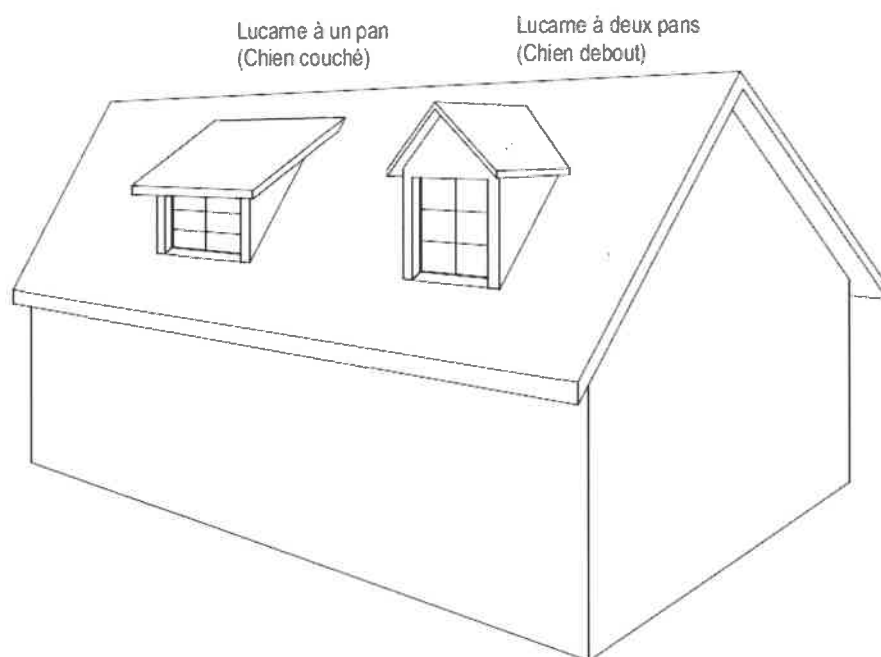 Lucarne à un pan
(Chien couché)
Lucarne à deux pans
(Chien debout)